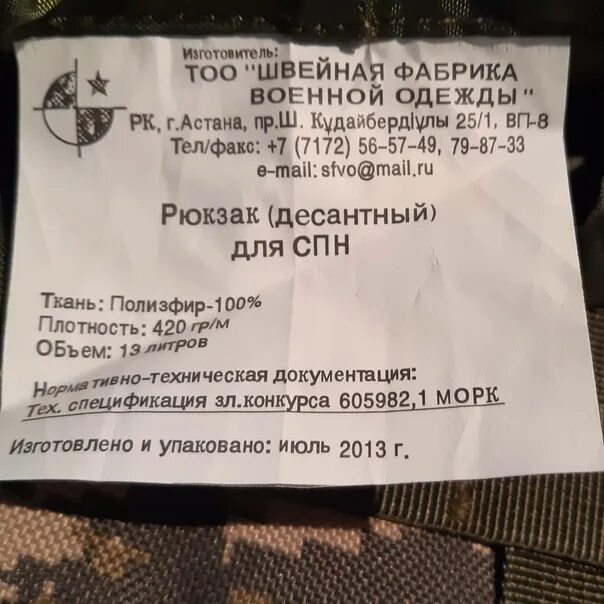 Изготовитель:
ТОО "ШВЕЙНАЯ ФАБРИКА
ВОЕННОЙ ОДЕЖДЫ"
РК, г.Астана, пр.Ш. Құдайбердіұлы 25/1, ВП-8
Тел/факс: +7 (7172) 56-57-49, 79-87-33
e-mail: sfvo@mail.ru
Рюкзак (десантный)
для СПН
Ткань: Полизфир-100%
Плотность: 420 гр/м
Объем: 13 литров
Нормативно-техническая документация:
Тех. спецификация зл.конкурса 605982,1 МОРК
Изготовлено и упаковано: июль 2013 г.